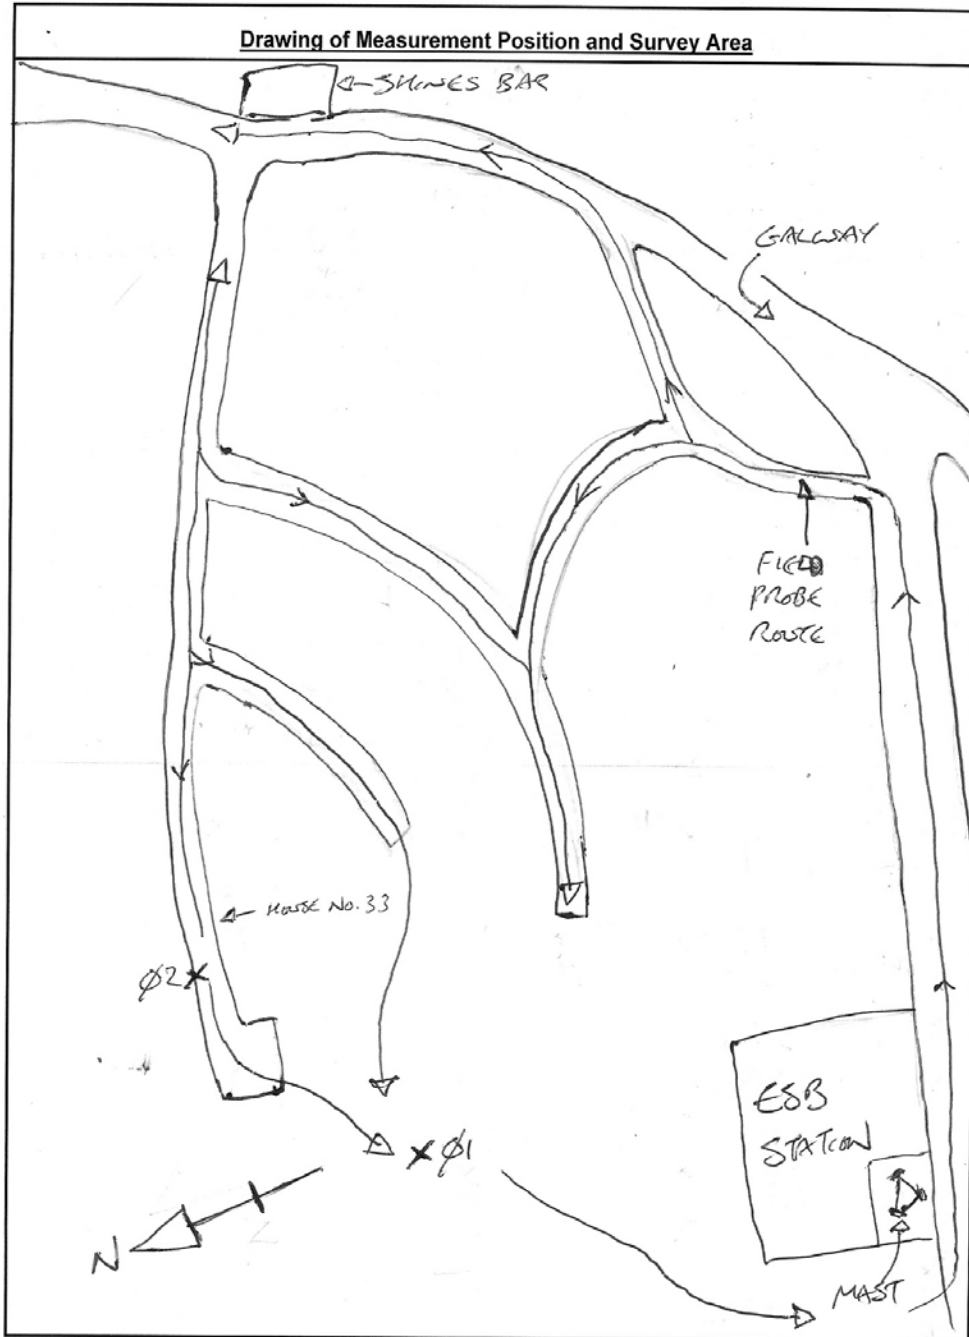 Drawing of Measurement Position and Survey Area
SHINES BAR
GALWAY
FIELD
PROBE
ROUTE
HOUSE No. 33
Ø2
Ø1
ESB
STATION
N
MAST